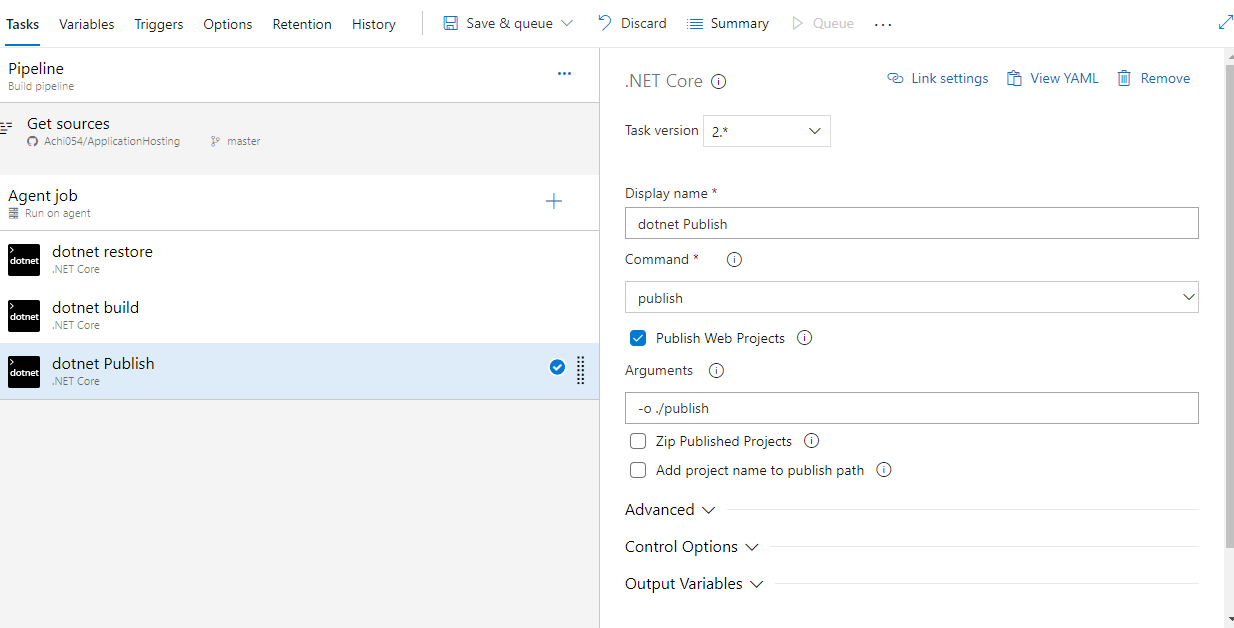 Tasks Variables Triggers Options Retention History Save & queue Discard Summary Queue ...
Pipeline
Build pipeline
Get sources
Achi054/ApplicationHosting master
Agent job
Run on agent
dotnet
dotnet restore
.NET Core
dotnet
dotnet build
.NET Core
dotnet
dotnet Publish
.NET Core
.NET Core Link settings View YAML Remove
Task version 2.*
Display name *
dotnet Publish
Command *
publish
Publish Web Projects
Arguments
-o ./publish
Zip Published Projects
Add project name to publish path
Advanced
Control Options
Output Variables